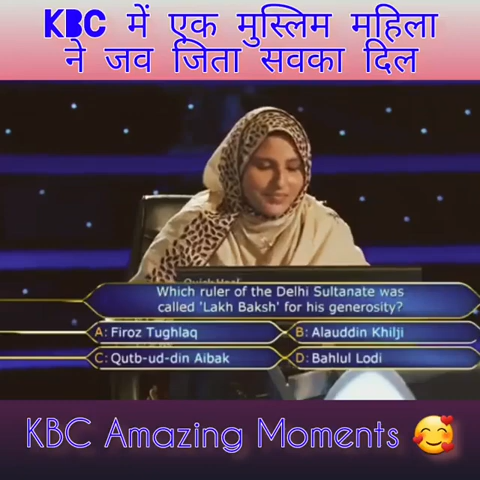 KBC में एक मुस्लिम महिला
ने जव जिता सवका दिल
Which ruler of the Delhi Sultanate was
called 'Lakh Baksh' for his generosity?
A: Firoz Tughlaq
B: Alauddin Khilji
C: Qutb-ud-din Aibak
D: Bahlul Lodi
KBC Amazing Moments 🥰